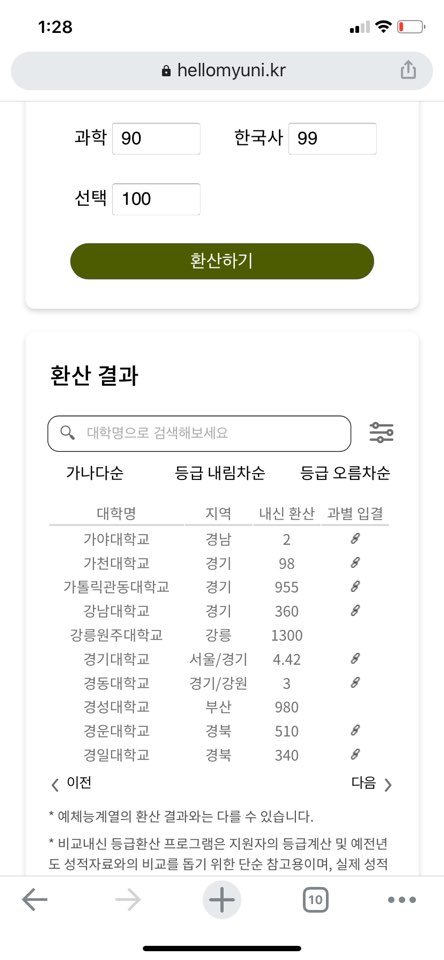 1:28
hellomyuni.kr
과학 90 한국사 99
선택 100
환산하기
환산 결과
대학명으로 검색해보세요
가나다순 등급 내림차순 등급 오름차순
대학명 지역 내신 환산 과별 입결
가야대학교 경남 2
가천대학교 경기 98
가톨릭관동대학교 경기 955
강남대학교 경기 360
강릉원주대학교 강릉 1300
경기대학교 서울/경기 4.42
경동대학교 경기/강원 3
경성대학교 부산 980
경운대학교 경북 510
경일대학교 경북 340
이전 다음
* 예체능계열의 환산 결과와는 다를 수 있습니다.
* 비교내신 등급환산 프로그램은 지원자의 등급계산 및 예전년
도 성적자료와의 비교를 돕기 위한 단순 참고용이며, 실제 성적
10